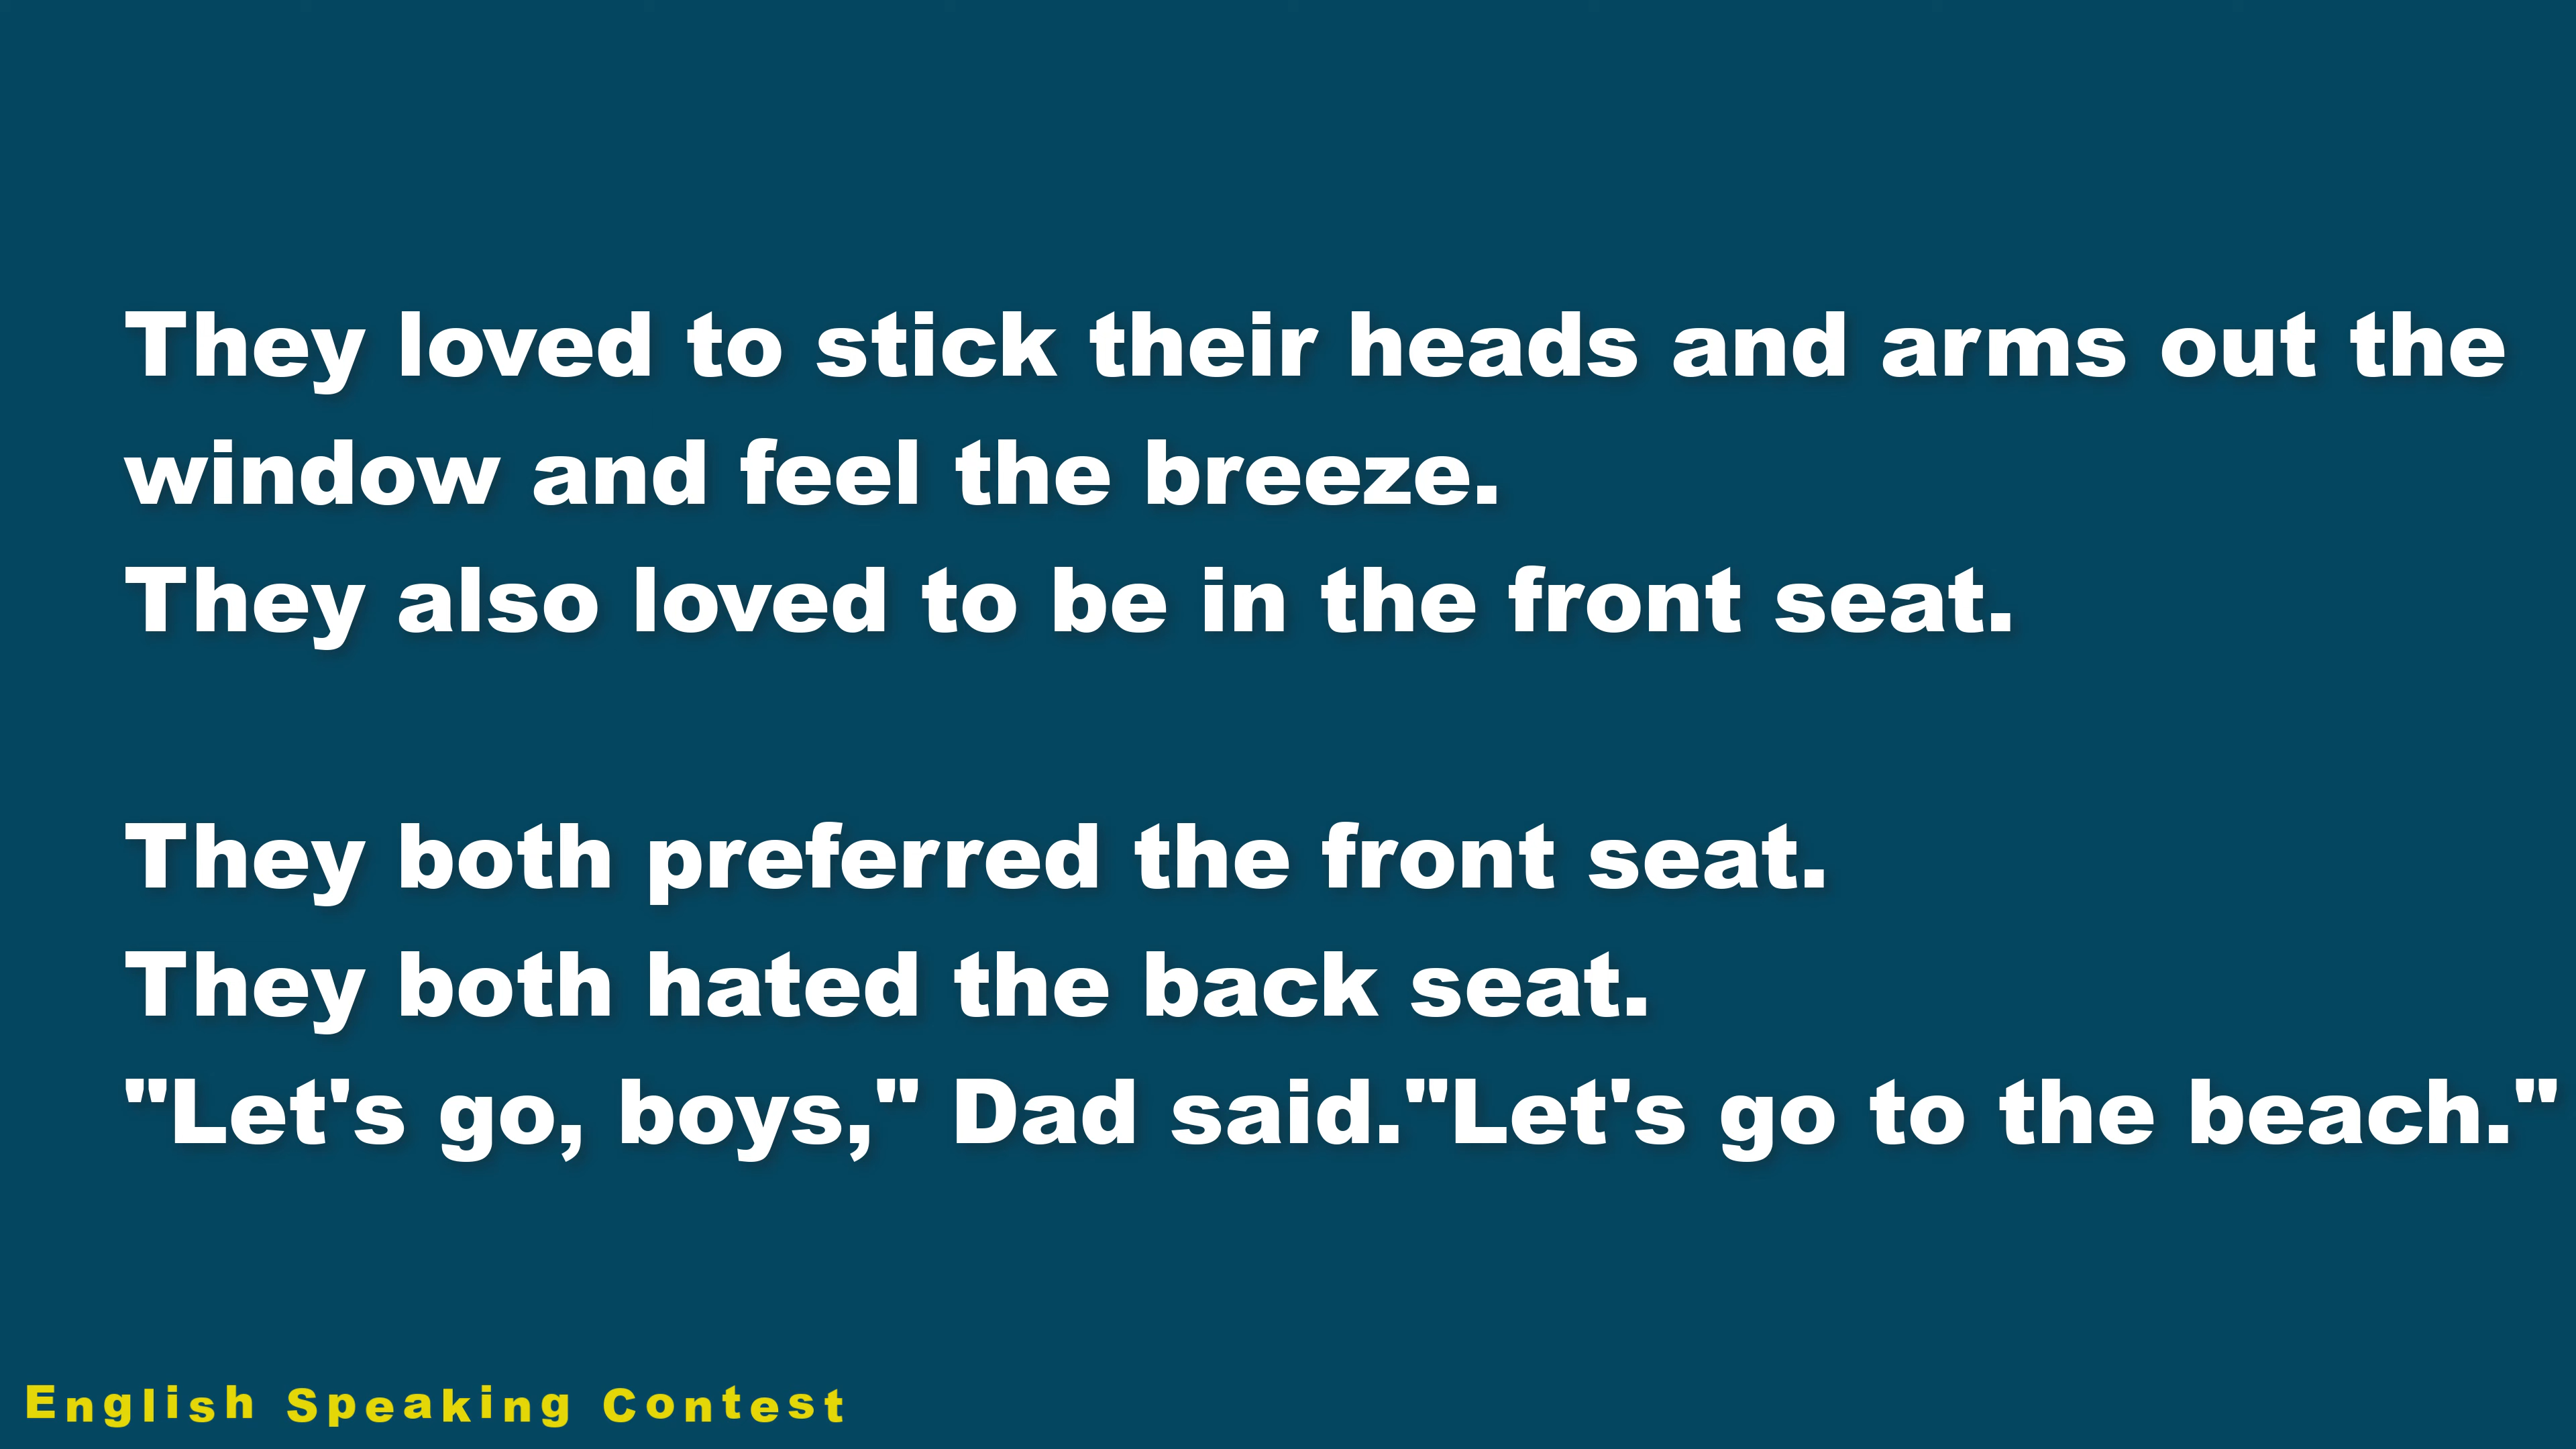 They loved to stick their heads and arms out the
window and feel the breeze.
They also loved to be in the front seat.
They both preferred the front seat.
They both hated the back seat.
"Let's go, boys," Dad said."Let's go to the beach."
English Speaking Contest